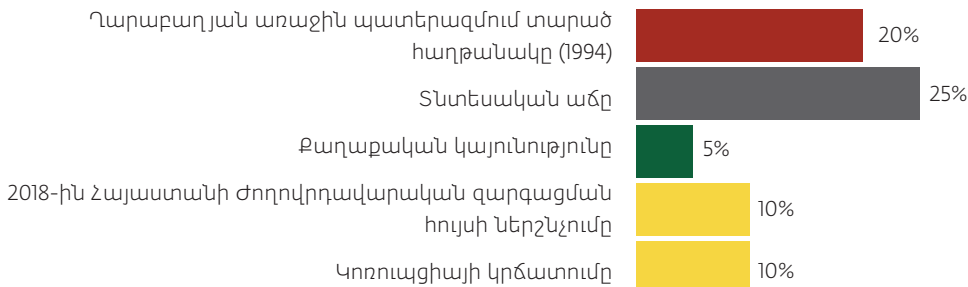 Ղարաբաղյան առաջին պատերազմում տարած
հաղթանակը (1994)
20%
Տնտեսական աճը
25%
Քաղաքական կայունությունը
5%
2018-ին Հայաստանի ժողովրդավարական զարգացման
հույսի ներշնչումը
10%
Կոռուպցիայի կրճատումը
10%